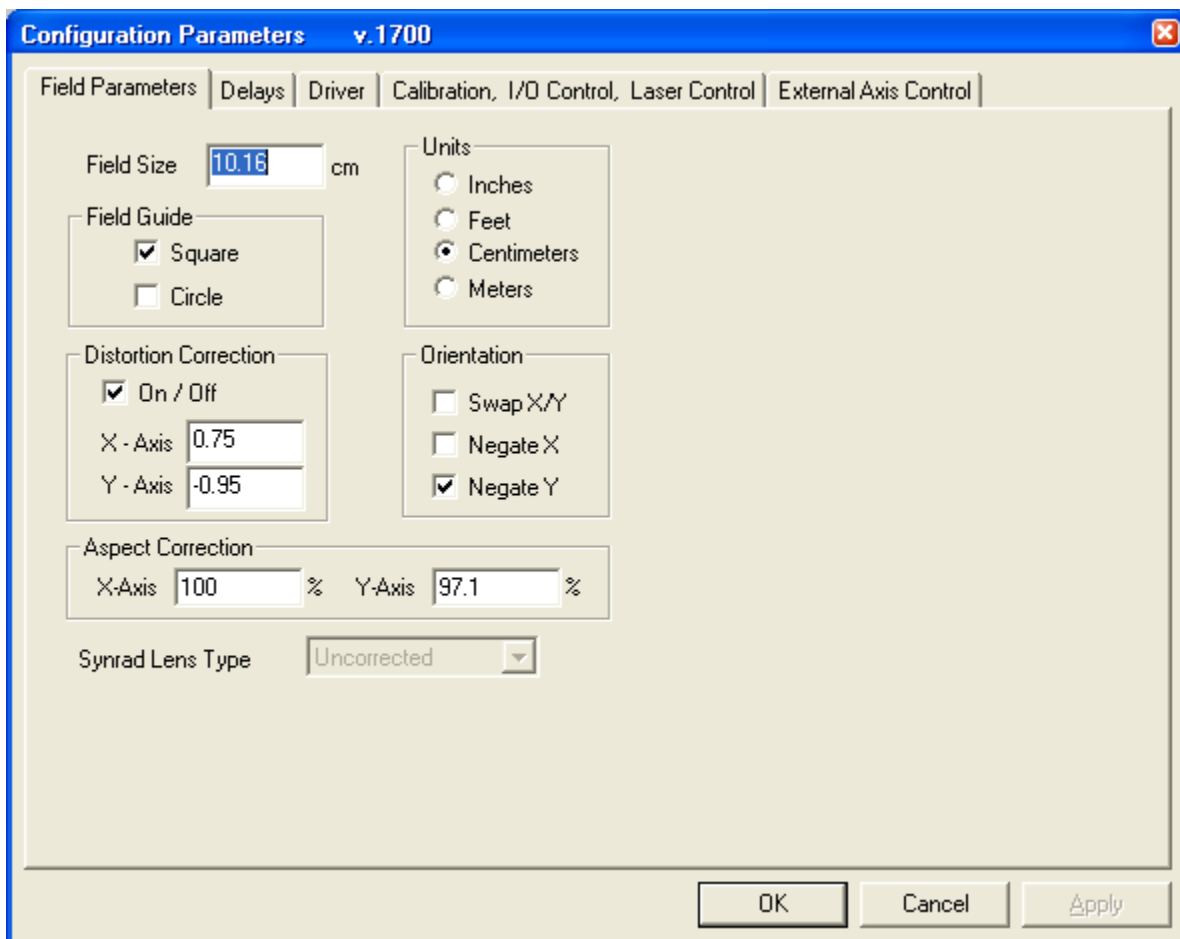 Configuration Parameters v.1700
Field Parameters Delays Driver Calibration, I/O Control, Laser Control External Axis Control
Field Size 10.16 cm
Field Guide
Square
Circle
Units
Inches
Feet
Centimeters
Meters
Distortion Correction
On / Off
X - Axis 0.75
Y - Axis -0.95
Orientation
Swap X/Y
Negate X
Negate Y
Aspect Correction
X-Axis 100 % Y-Axis 97.1 %
Synrad Lens Type Uncorrected
OK Cancel Apply